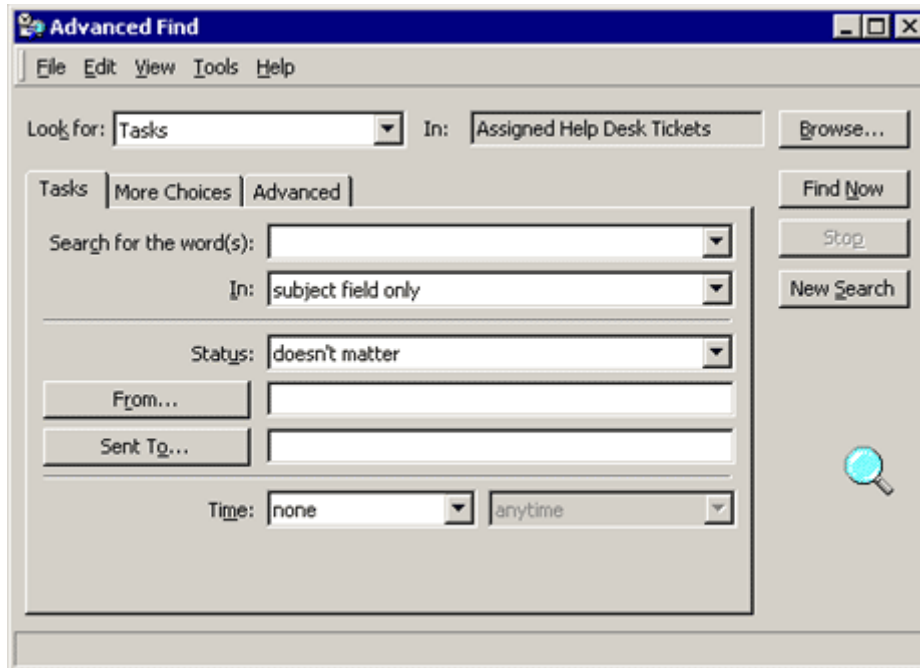 Advanced Find
File Edit View Tools Help
Look for: Tasks In: Assigned Help Desk Tickets Browse...
Tasks More Choices Advanced Find Now
Search for the word(s): Stop
In: subject field only New Search
Status: doesn't matter
From...
Sent To...
Time: none anytime